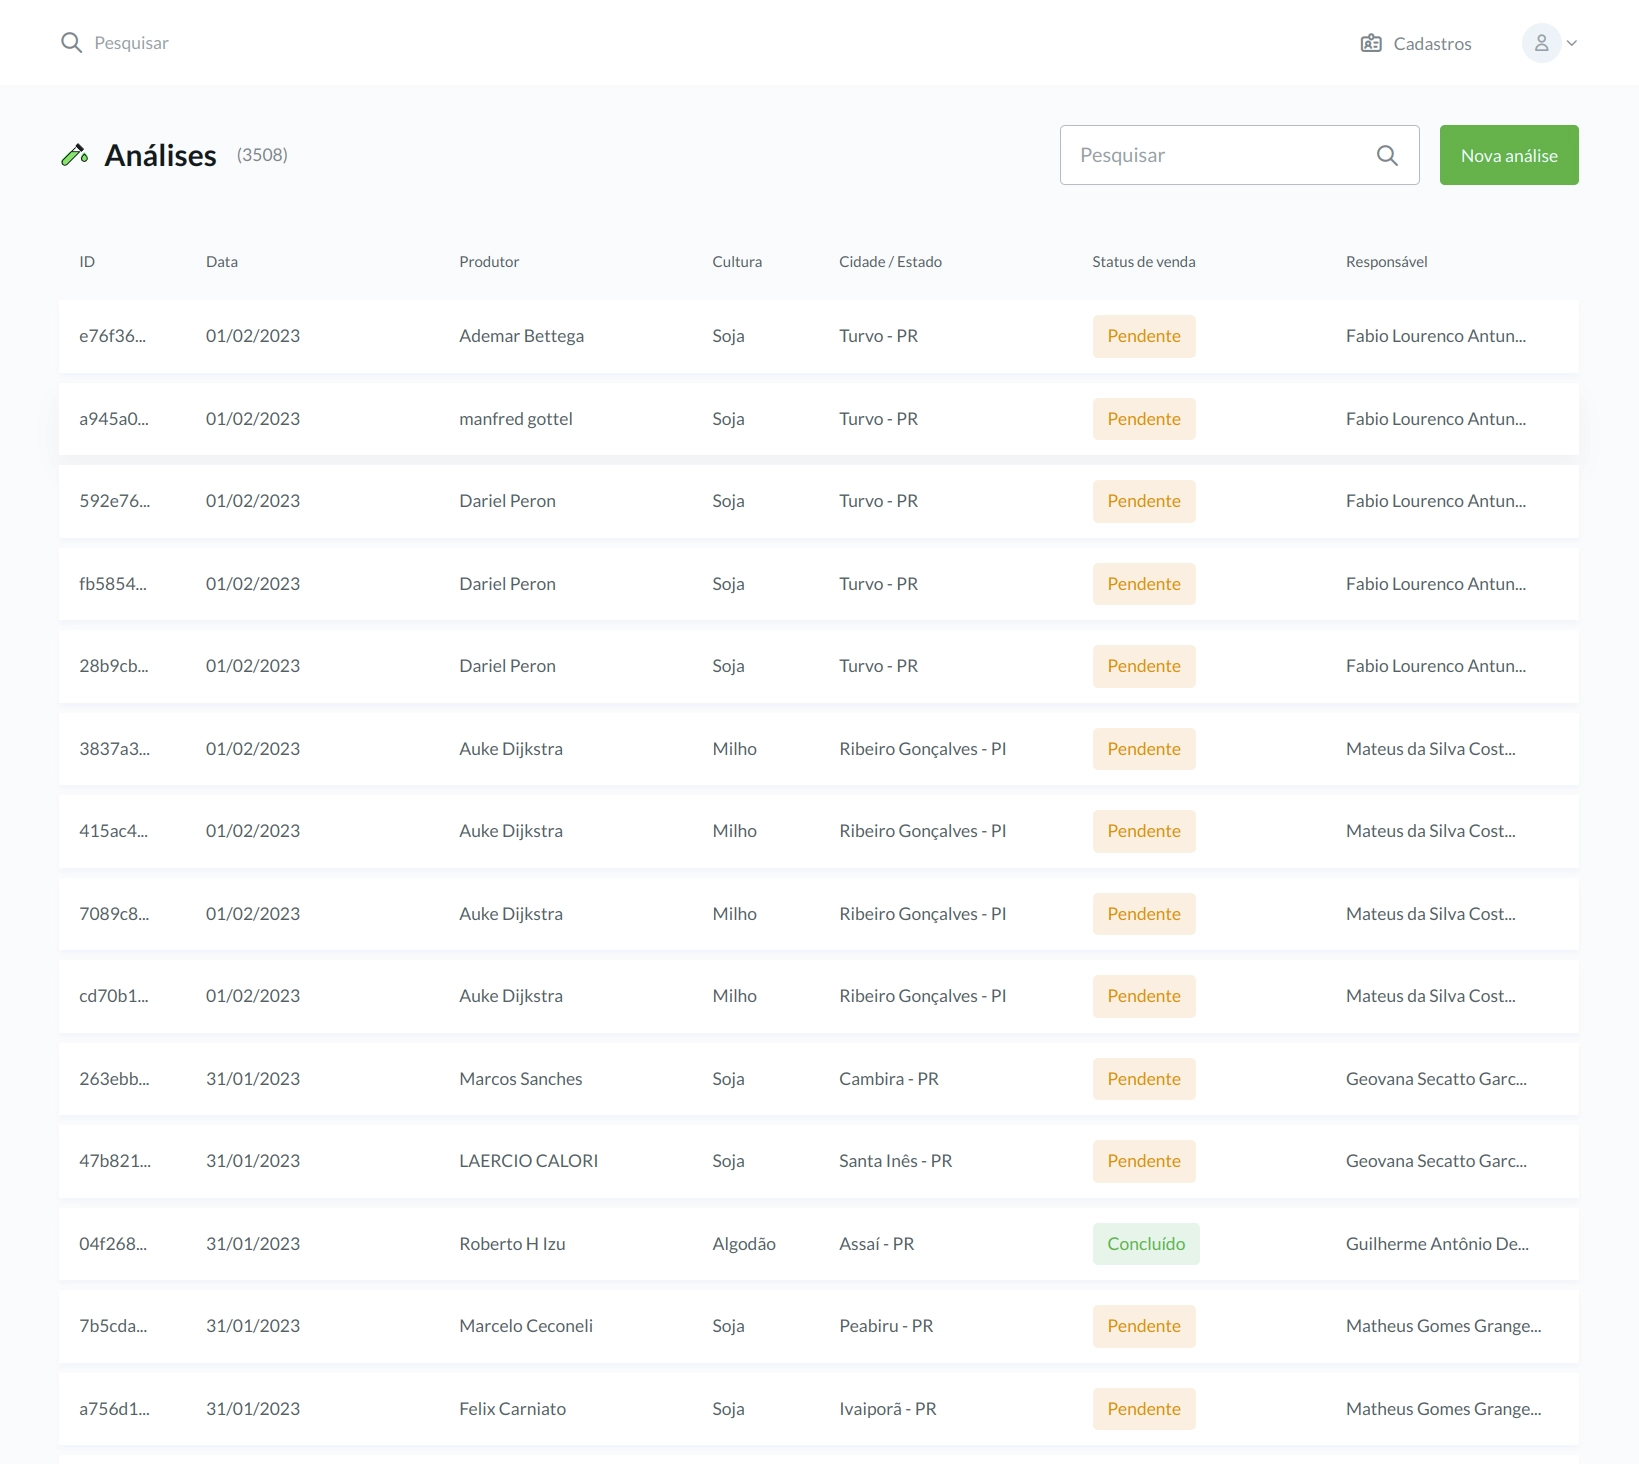 Pesquisar Cadastros
Análises (3508) Pesquisar Nova análise
ID Data Produtor Cultura Cidade / Estado Status de venda Responsável
e76f36... 01/02/2023 Ademar Bettega Soja Turvo - PR Pendente Fabio Lourenco Antun...
a945a0... 01/02/2023 manfred gottel Soja Turvo - PR Pendente Fabio Lourenco Antun...
592e76... 01/02/2023 Dariel Peron Soja Turvo - PR Pendente Fabio Lourenco Antun...
fb5854... 01/02/2023 Dariel Peron Soja Turvo - PR Pendente Fabio Lourenco Antun...
28b9cb... 01/02/2023 Dariel Peron Soja Turvo - PR Pendente Fabio Lourenco Antun...
3837a3... 01/02/2023 Auke Dijkstra Milho Ribeiro Gonçalves - PI Pendente Mateus da Silva Cost...
415ac4... 01/02/2023 Auke Dijkstra Milho Ribeiro Gonçalves - PI Pendente Mateus da Silva Cost...
7089c8... 01/02/2023 Auke Dijkstra Milho Ribeiro Gonçalves - PI Pendente Mateus da Silva Cost...
cd70b1... 01/02/2023 Auke Dijkstra Milho Ribeiro Gonçalves - PI Pendente Mateus da Silva Cost...
263ebb... 31/01/2023 Marcos Sanches Soja Cambira - PR Pendente Geovana Secatto Garc...
47b821... 31/01/2023 LAERCIO CALORI Soja Santa Inês - PR Pendente Geovana Secatto Garc...
04f268... 31/01/2023 Roberto H Izu Algodão Assaí - PR Concluído Guilherme Antônio De...
7b5cda... 31/01/2023 Marcelo Ceconeli Soja Peabiru - PR Pendente Matheus Gomes Grange...
a756d1... 31/01/2023 Felix Carniato Soja Ivaiporã - PR Pendente Matheus Gomes Grange...